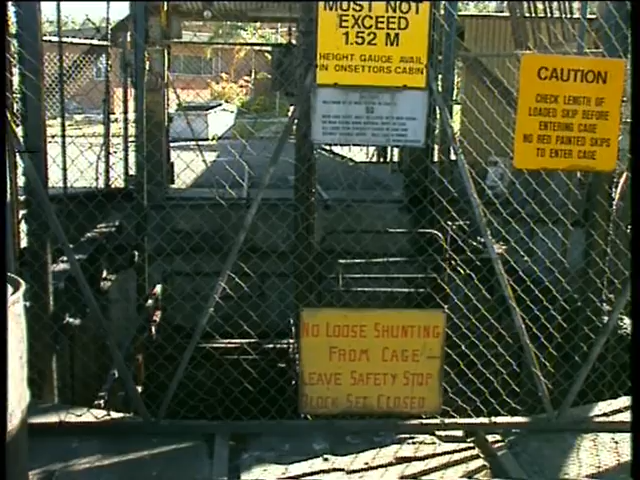 MUST NOT
EXCEED
1.52 M
HEIGHT GAUGE AVAIL
IN ONSETTORS CABIN
CAUTION
CHECK LENGTH OF
LOADED SKIP BEFORE
ENTERING CAGE
NO RED PAINTED SKIPS
TO ENTER CAGE
NO LOOSE SHUNTING
FROM CAGE —
LEAVE SAFETY STOP
BLOCK SET CLOSED